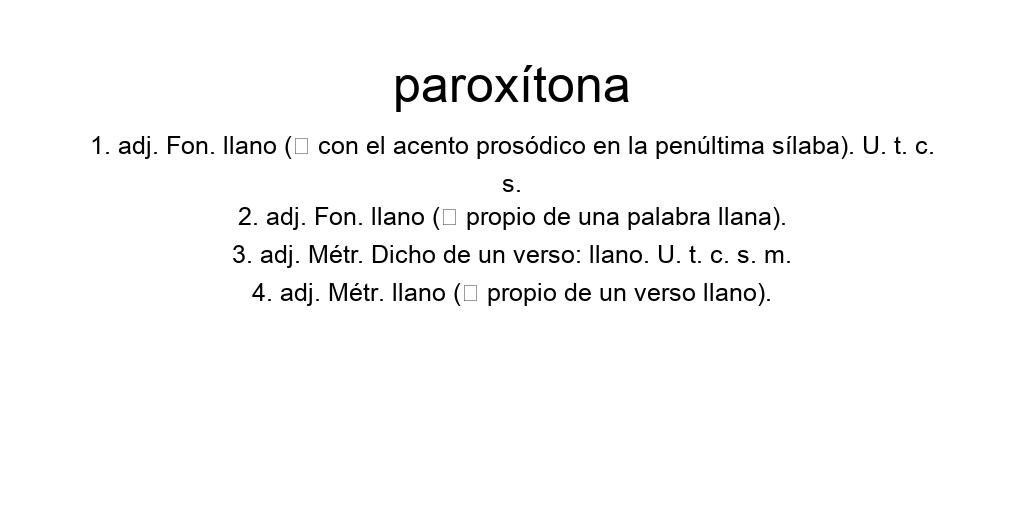 paroxítona
1. adj. Fon. llano (□ con el acento prosódico en la penúltima sílaba). U. t. c.
s.
2. adj. Fon. llano (□ propio de una palabra llana).
3. adj. Métr. Dicho de un verso: llano. U. t. c. s. m.
4. adj. Métr. llano (□ propio de un verso llano).